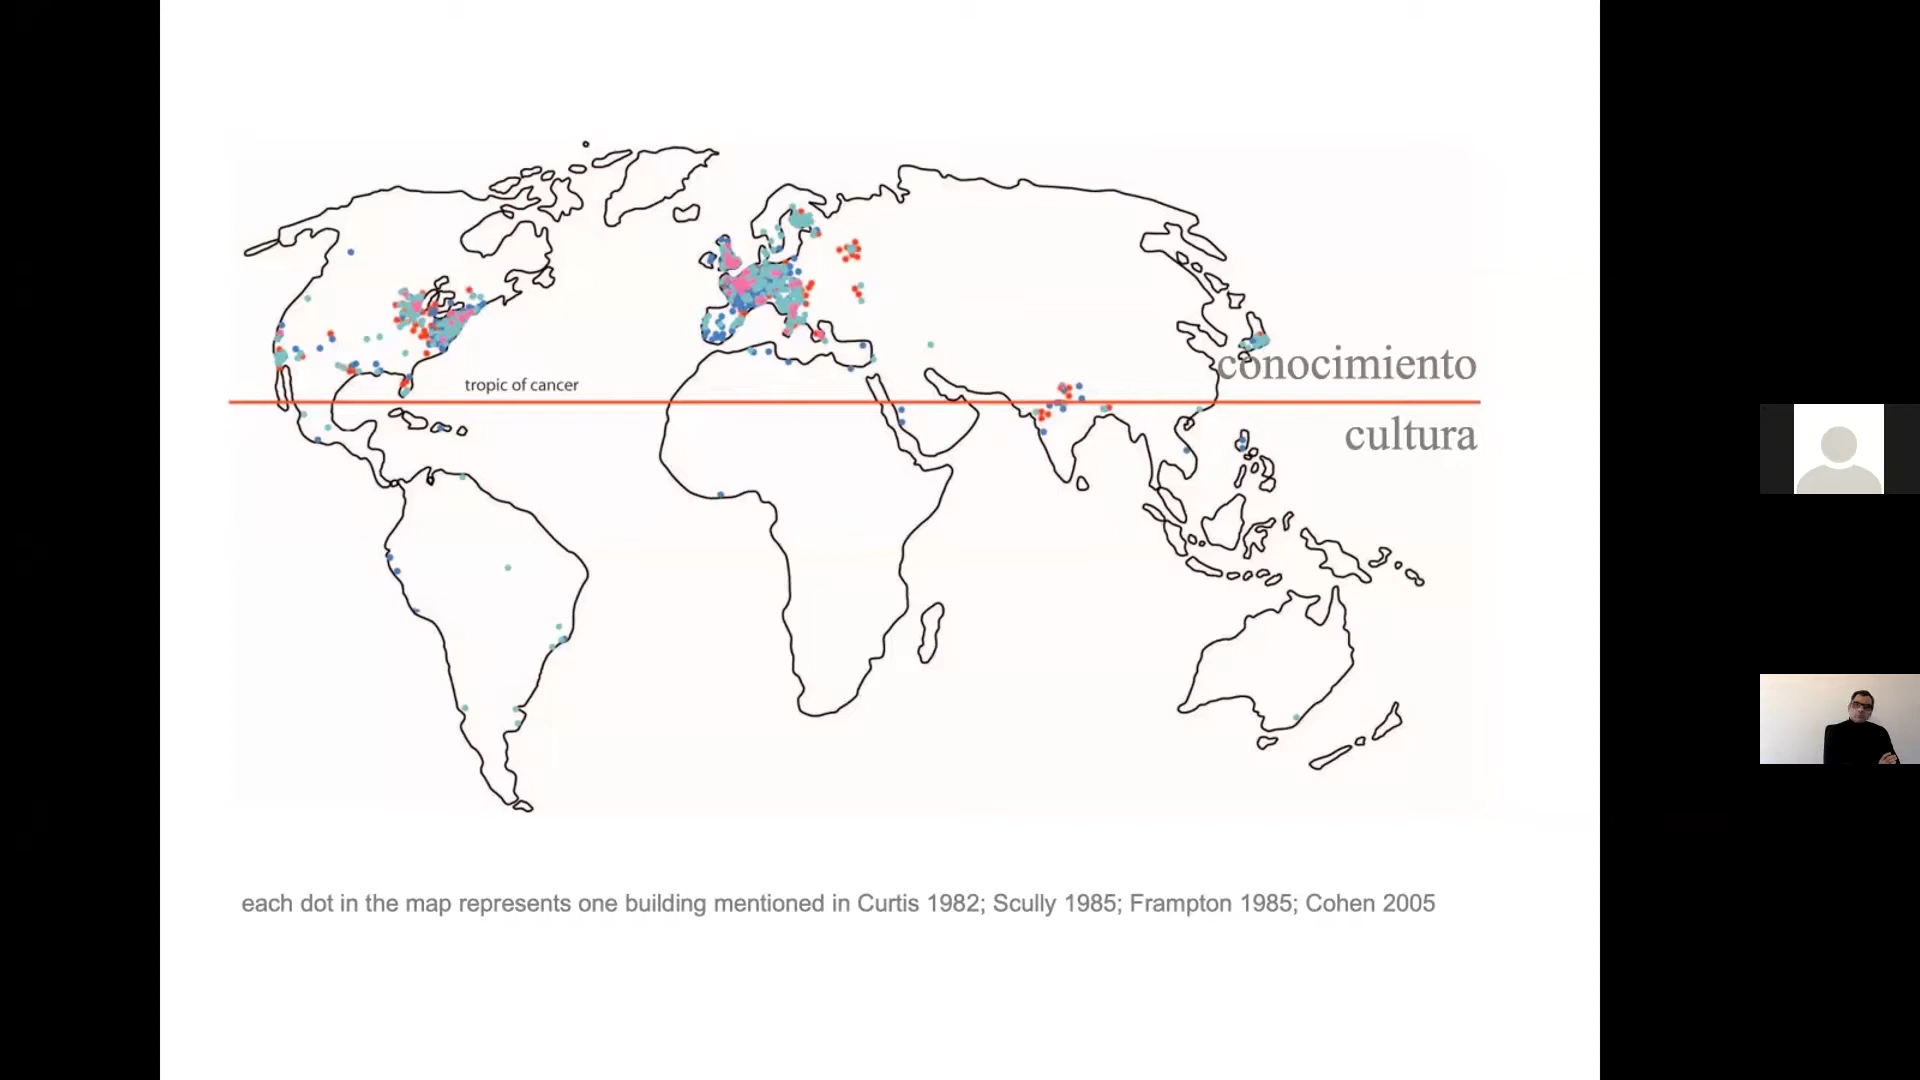 conocimiento
tropic of cancer
cultura
each dot in the map represents one building mentioned in Curtis 1982; Scully 1985; Frampton 1985; Cohen 2005